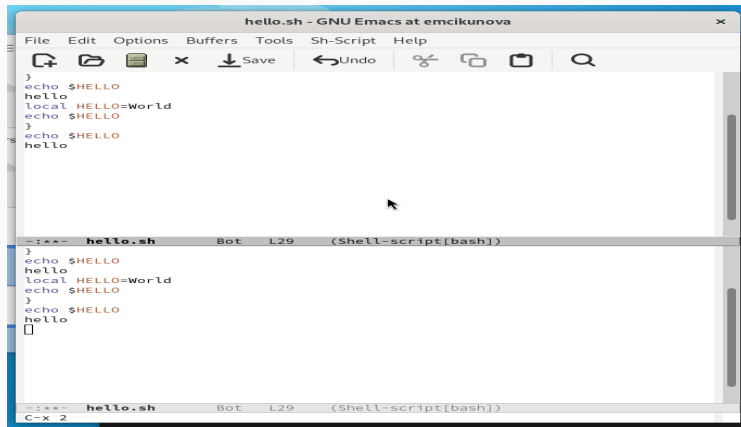 hello.sh - GNU Emacs at emcikunova
File Edit Options Buffers Tools Sh-Script Help
Save Undo
}
echo $HELLO
hello
local HELLO=World
echo $HELLO
}
echo $HELLO
hello
-:**- hello.sh Bot L29 (Shell-script[bash])
}
echo $HELLO
hello
local HELLO=World
echo $HELLO
}
echo $HELLO
hello
-:**- hello.sh Bot L29 (Shell-script[bash])
C-x 2